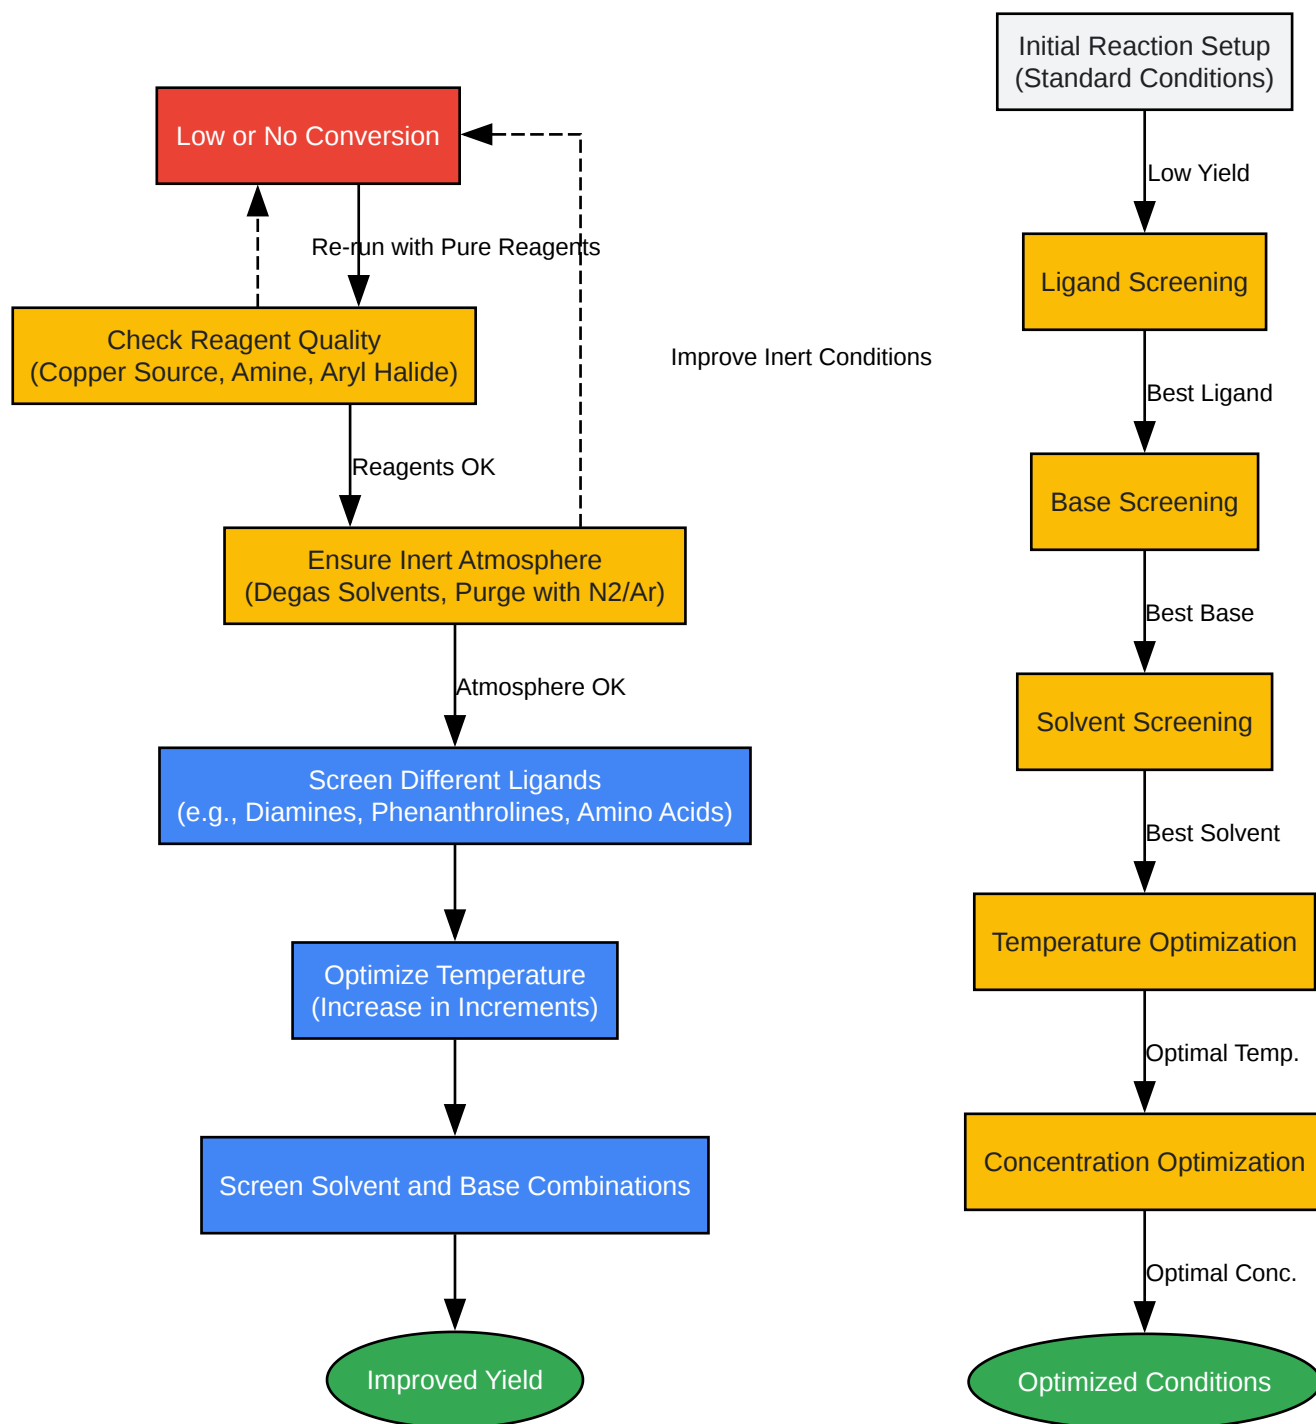 Low or No Conversion
Re-run with Pure Reagents
Check Reagent Quality
(Copper Source, Amine, Aryl Halide)
Improve Inert Conditions
Reagents OK
Ensure Inert Atmosphere
(Degas Solvents, Purge with N2/Ar)
Atmosphere OK
Screen Different Ligands
(e.g., Diamines, Phenanthrolines, Amino Acids)
Optimize Temperature
(Increase in Increments)
Screen Solvent and Base Combinations
Improved Yield
Initial Reaction Setup
(Standard Conditions)
Low Yield
Ligand Screening
Best Ligand
Base Screening
Best Base
Solvent Screening
Best Solvent
Temperature Optimization
Optimal Temp.
Concentration Optimization
Optimal Conc.
Optimized Conditions